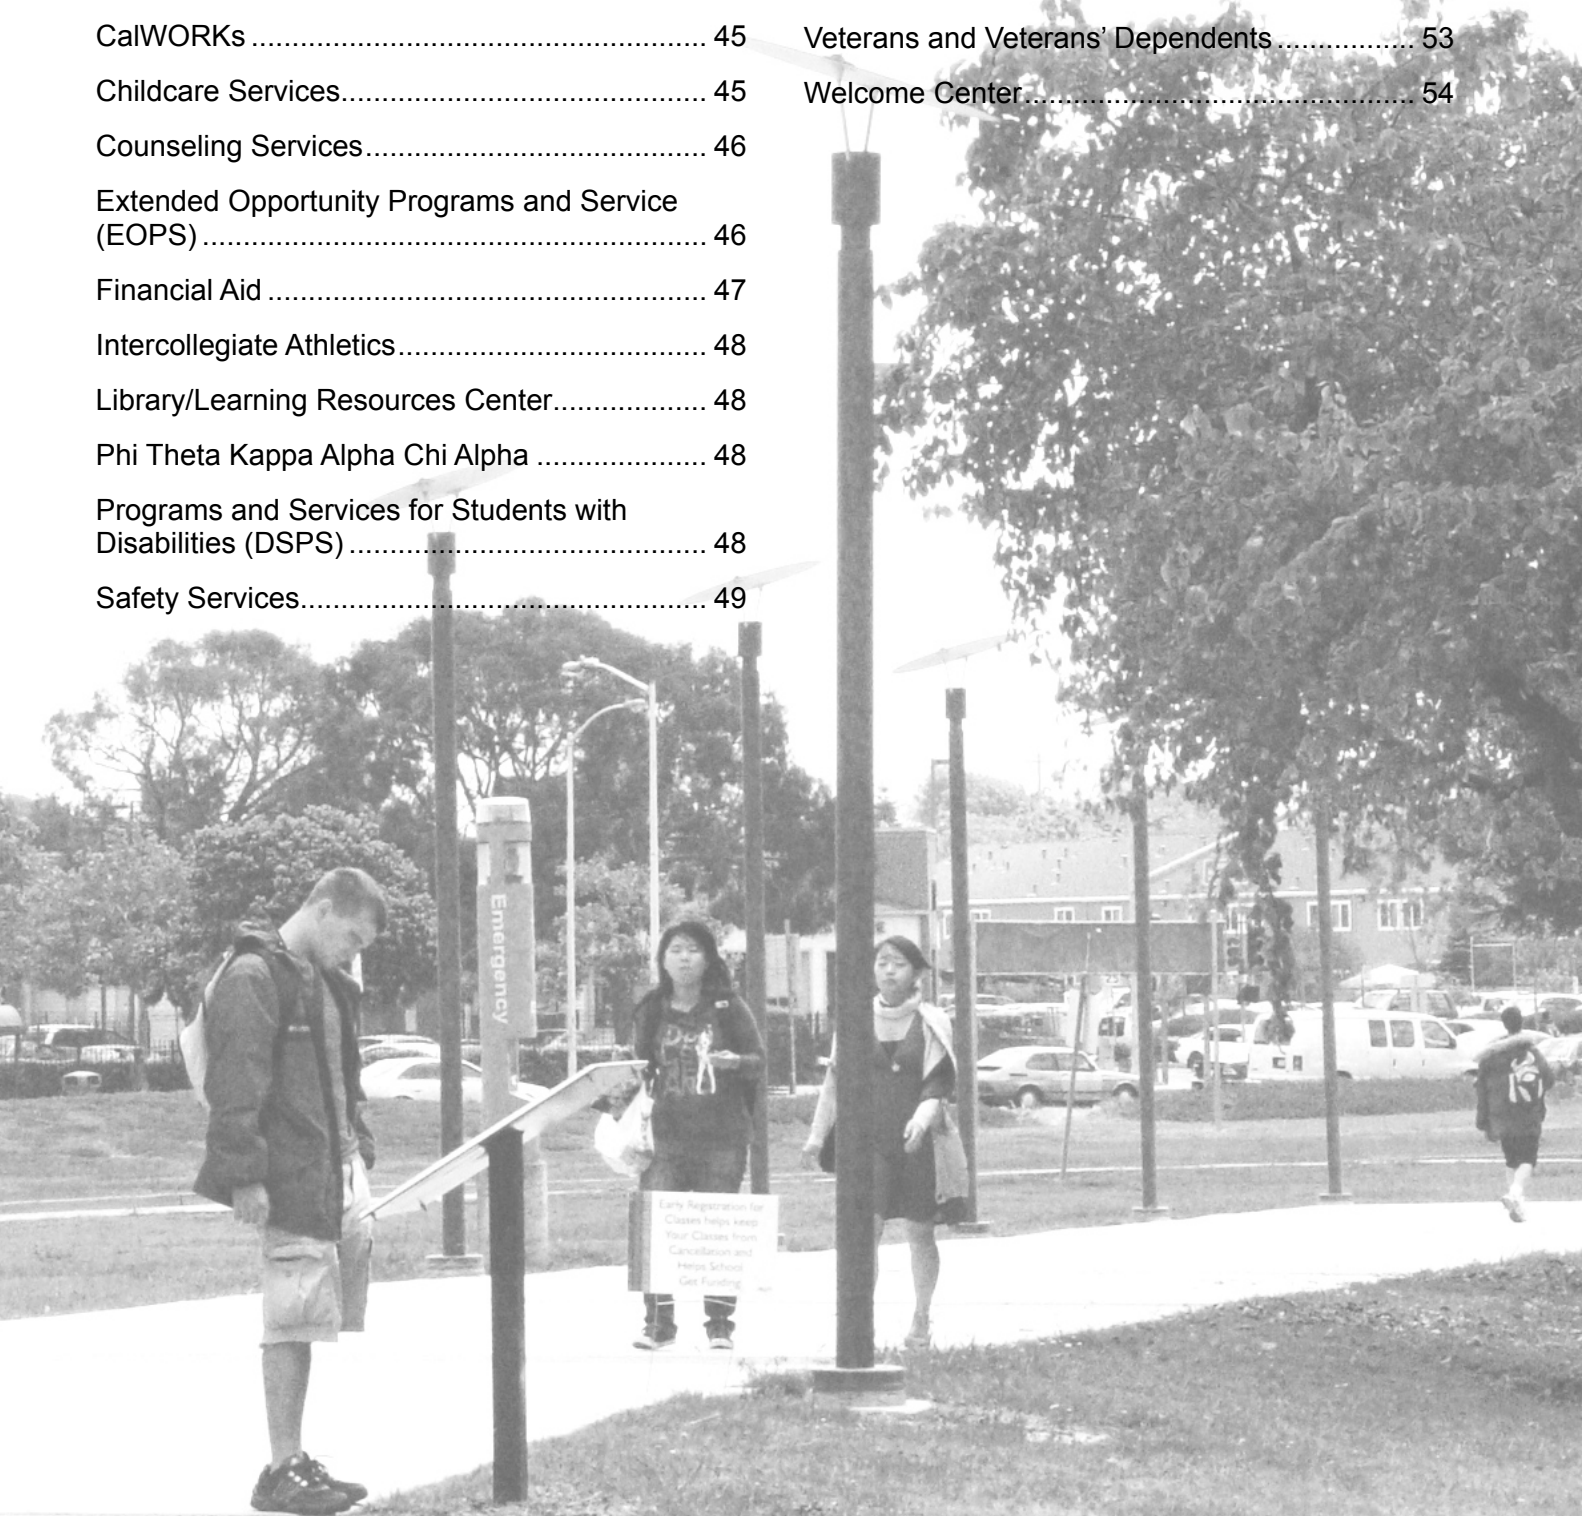 CalWORKs ........................................................ 45
Childcare Services............................................. 45
Counseling Services.......................................... 46
Extended Opportunity Programs and Service
(EOPS) .............................................................. 46
Financial Aid ...................................................... 47
Intercollegiate Athletics...................................... 48
Library/Learning Resources Center................... 48
Phi Theta Kappa Alpha Chi Alpha ..................... 48
Programs and Services for Students with
Disabilities (DSPS) ............................................ 48
Safety Services.................................................. 49
Veterans and Veterans’ Dependents ................. 53
Welcome Center................................................ 54
Emergency
Early Registration for
Classes helps keep
Your Classes from
Cancellation and
Helps School
Get Funding